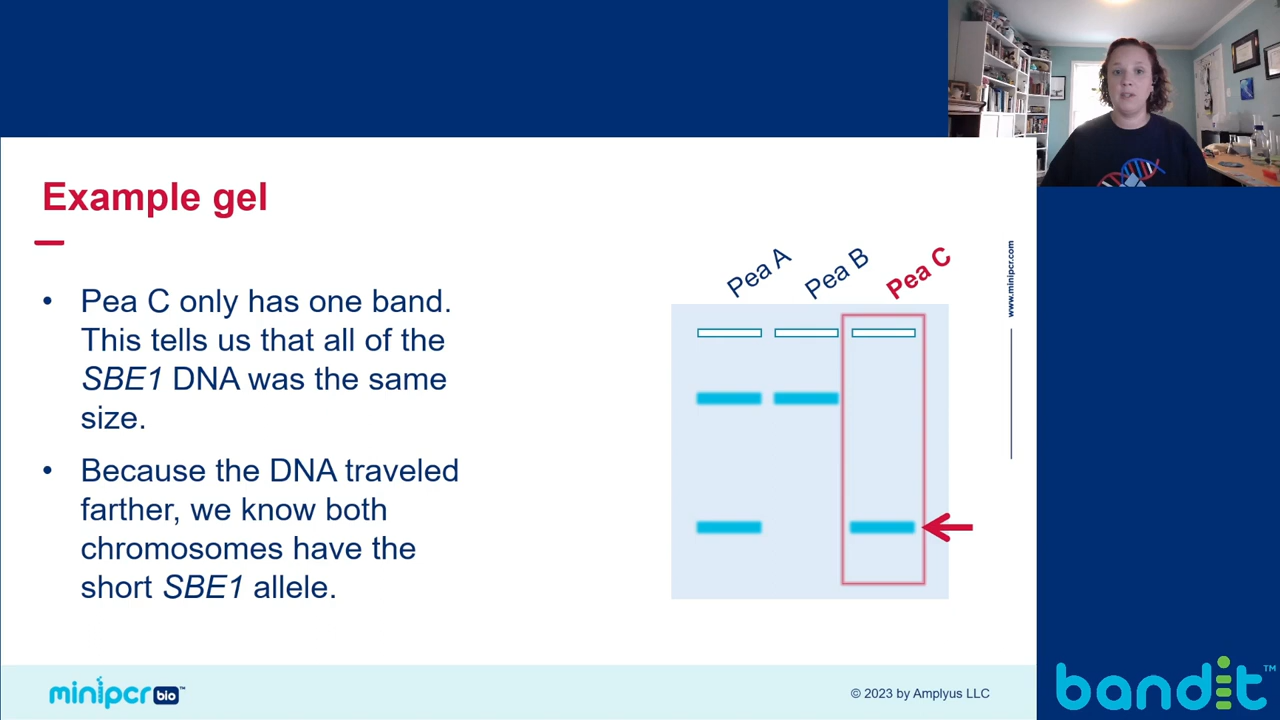 Example gel
• Pea C only has one band.
This tells us that all of the
SBE1 DNA was the same
size.
• Because the DNA traveled
farther, we know both
chromosomes have the
short SBE1 allele.
Pea A
Pea B
Pea C
www.minipcr.com
minipcr bio™
© 2023 by Amplyus LLC
bandit™